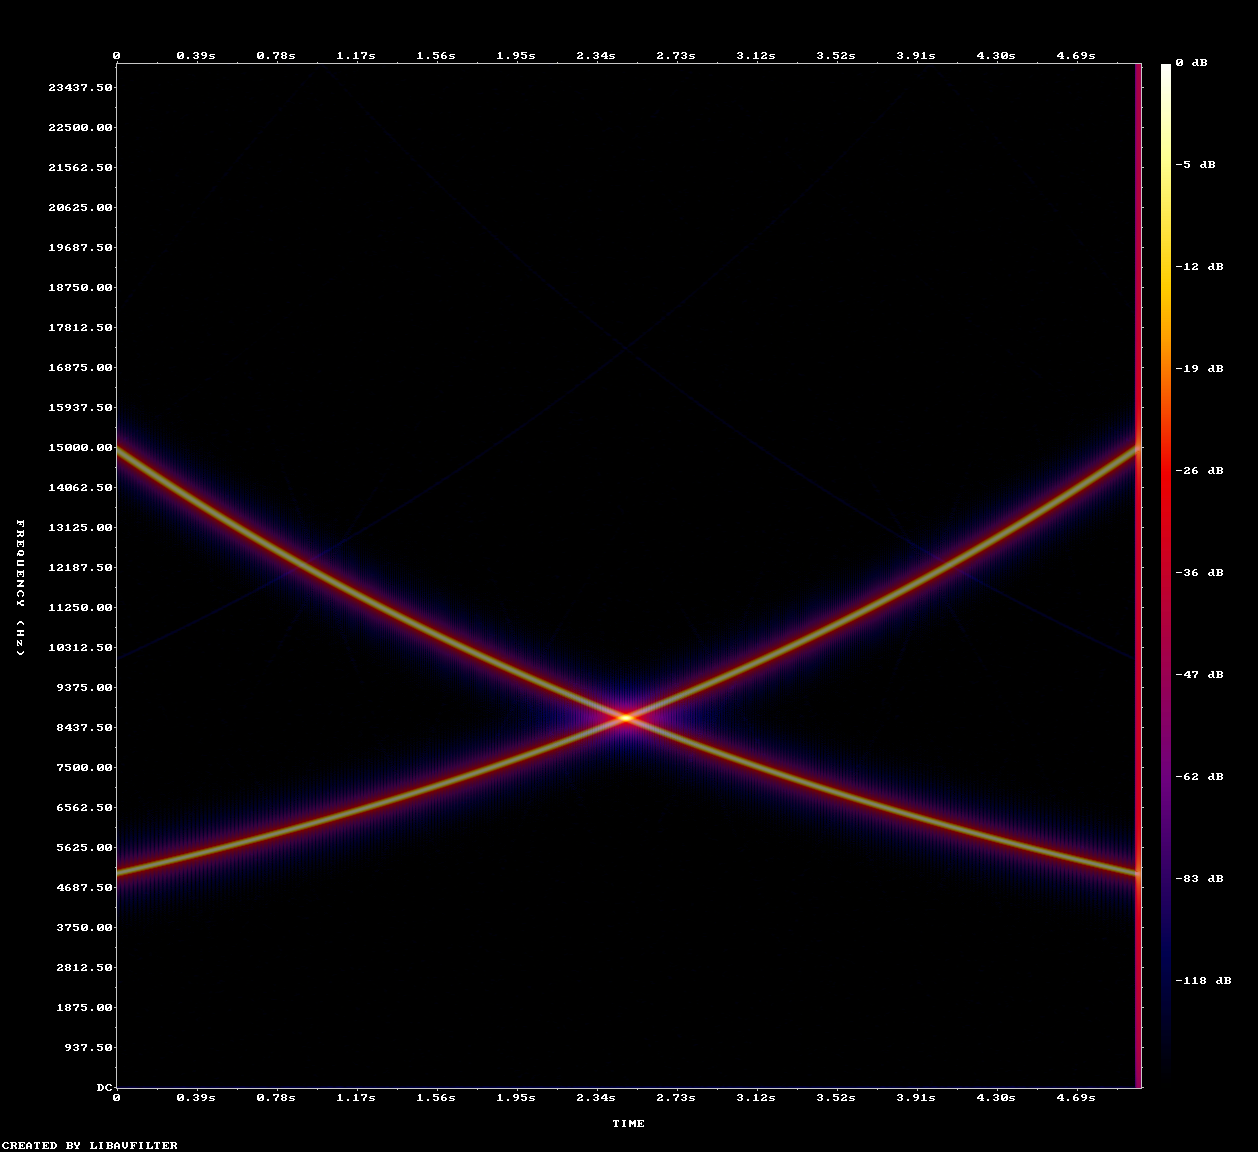 0 0.39s 0.78s 1.17s 1.56s 1.95s 2.34s 2.73s 3.12s 3.52s 3.91s 4.30s 4.69s
23437.50
22500.00
21562.50
20625.00
19687.50
18750.00
17812.50
16875.00
15937.50
15000.00
14062.50
13125.00
12187.50
11250.00
10312.50
9375.00
8437.50
7500.00
6562.50
5625.00
4687.50
3750.00
2812.50
1875.00
937.50
DC
FREQUENCY (Hz)
0 dB
-5 dB
-12 dB
-19 dB
-26 dB
-36 dB
-47 dB
-62 dB
-83 dB
-118 dB
0 0.39s 0.78s 1.17s 1.56s 1.95s 2.34s 2.73s 3.12s 3.52s 3.91s 4.30s 4.69s
TIME
CREATED BY LIBAVFILTER